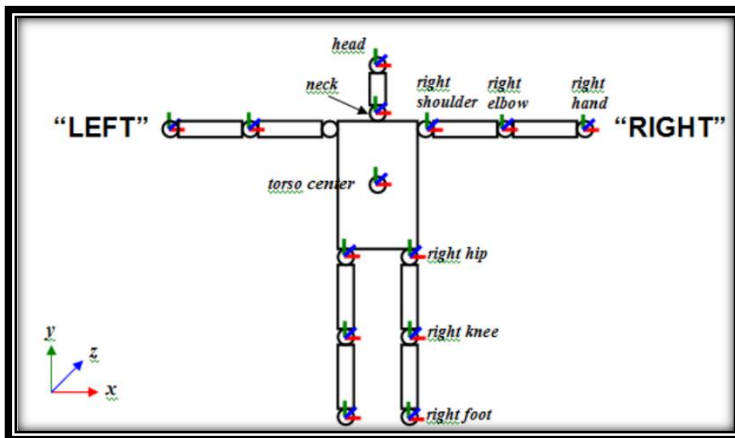 head
neck
right
shoulder
right
elbow
right
hand
“LEFT”
“RIGHT”
torso center
right hip
right knee
right foot
y
z
x